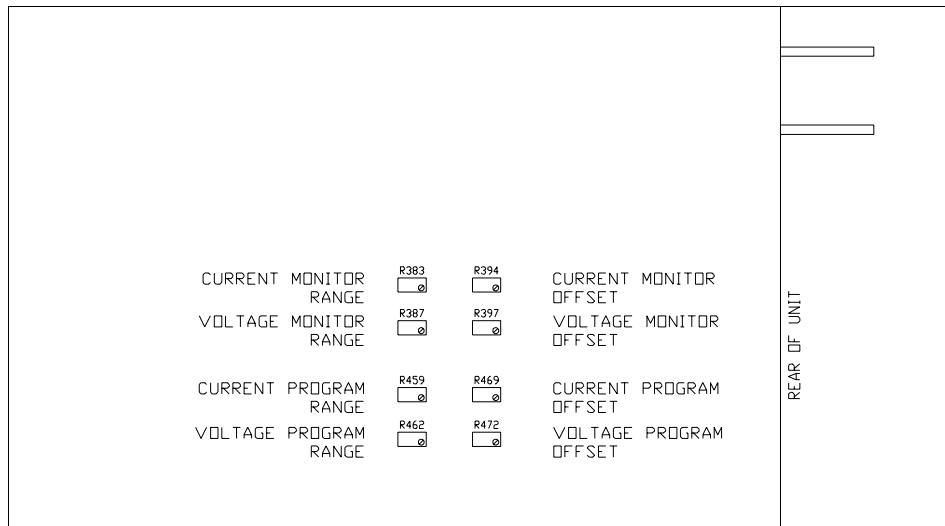 R383 R394
CURRENT MONITOR CURRENT MONITOR
RANGE OFFSET
R387 R397
VOLTAGE MONITOR VOLTAGE MONITOR
RANGE OFFSET
R459 R469
CURRENT PROGRAM CURRENT PROGRAM
RANGE OFFSET
R462 R472
VOLTAGE PROGRAM VOLTAGE PROGRAM
RANGE OFFSET
REAR OF UNIT